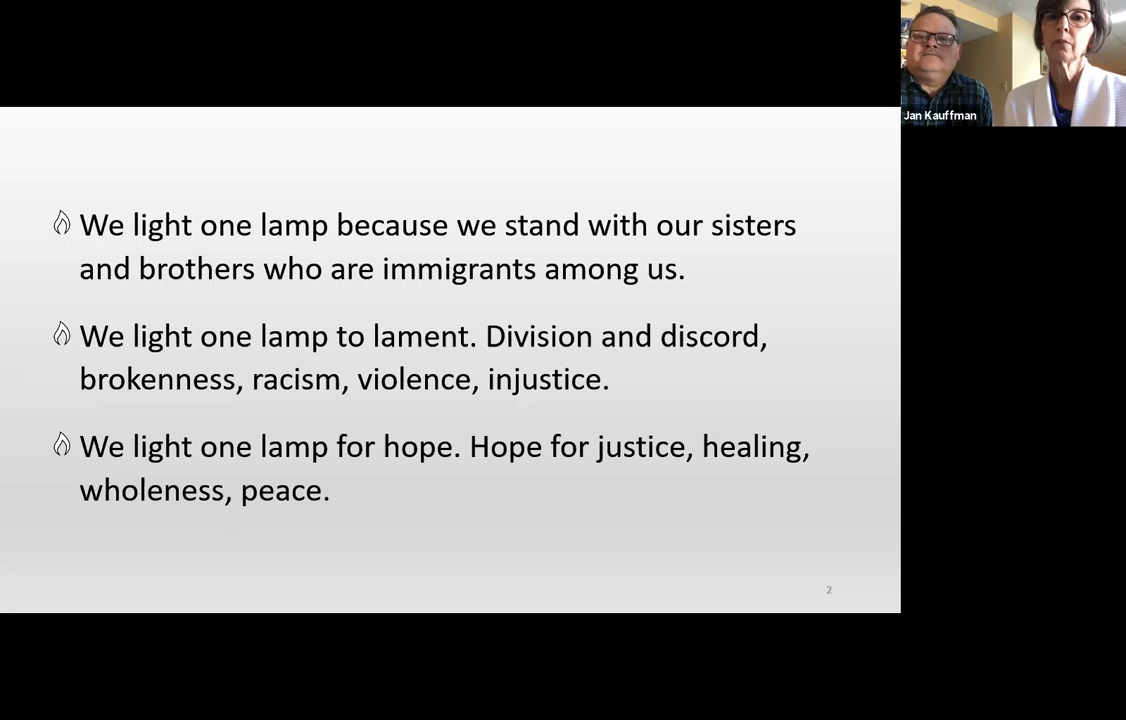 Jan Kauffman
We light one lamp because we stand with our sisters
and brothers who are immigrants among us.
We light one lamp to lament. Division and discord,
brokenness, racism, violence, injustice.
We light one lamp for hope. Hope for justice, healing,
wholeness, peace.
2